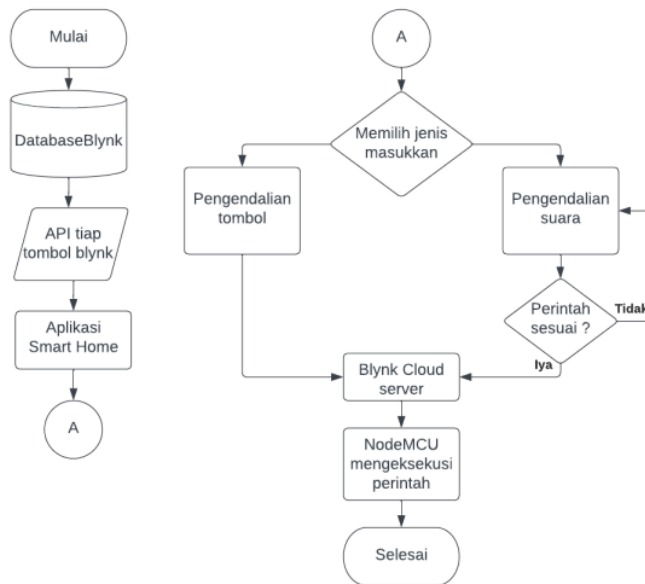 Mulai
DatabaseBlynk
API tiap
tombol blynk
Aplikasi
Smart Home
A
A
Memilih jenis
masukkan
Pengendalian
tombol
Pengendalian
suara
Perintah
sesuai ?
Tidak
Iya
Blynk Cloud
server
NodeMCU
mengeksekusi
perintah
Selesai